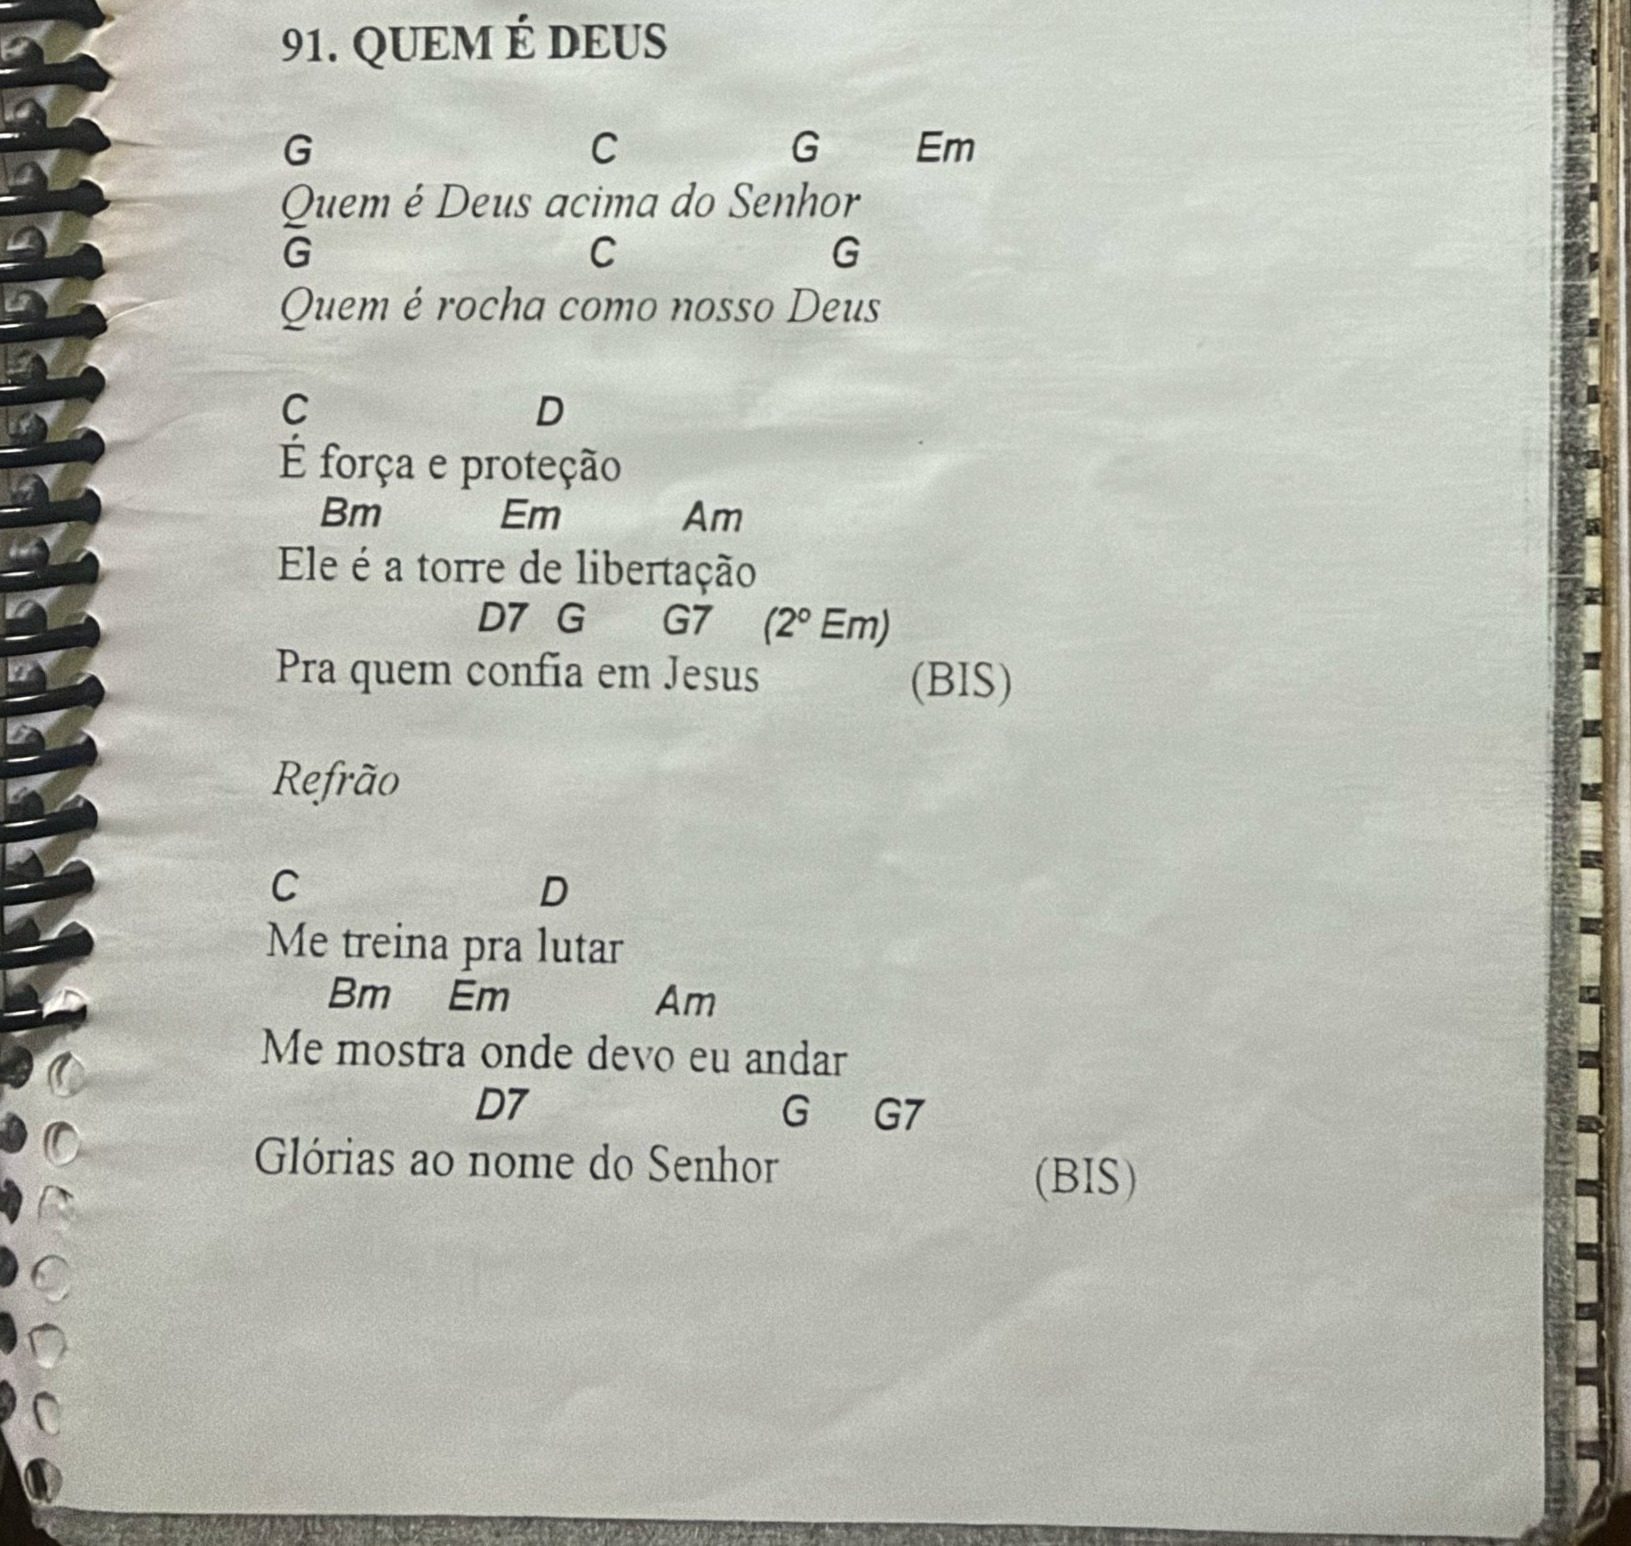 91. QUEM É DEUS
G C G Em
Quem é Deus acima do Senhor
G C G
Quem é rocha como nosso Deus
C D
É força e proteção
Bm Em Am
Ele é a torre de libertação
D7 G G7 (2º Em)
Pra quem confia em Jesus (BIS)
Refrão
C D
Me treina pra lutar
Bm Em Am
Me mostra onde devo eu andar
D7 G G7
Glórias ao nome do Senhor (BIS)